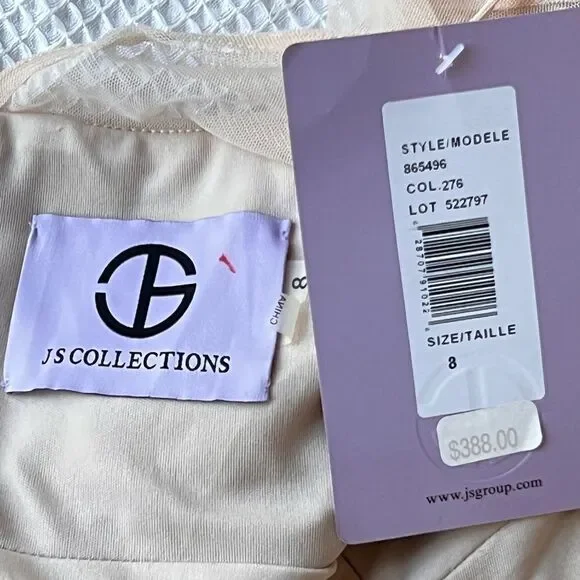 JS COLLECTIONS
8
CHINA
STYLE/MODELE
865496
COL.276
LOT 522797
SIZE/TAILLE
8
$388.00
www.jsgroup.com